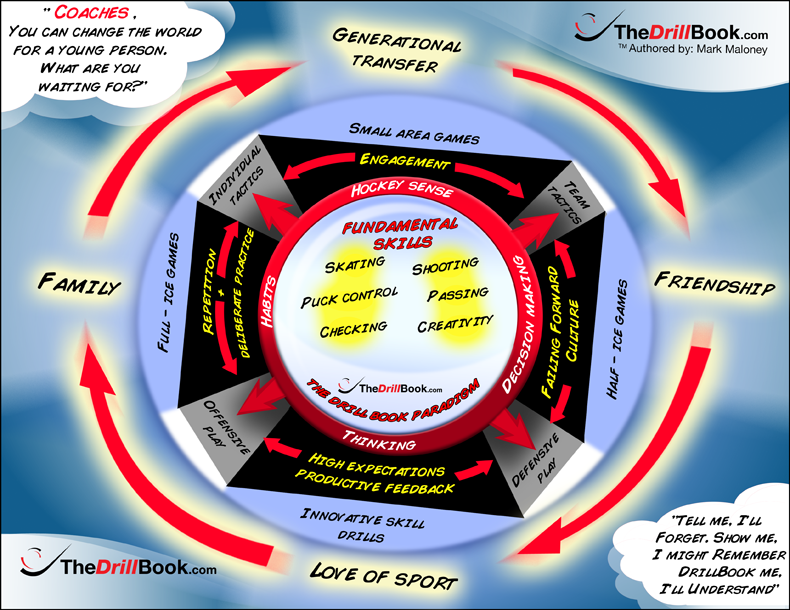 " Coaches ,
You can change the world
for a young person.
What are you
waiting for?"
TheDrillBook.com
™ Authored by: Mark Maloney
Generational
transfer
Small area games
Engagement
Individual
tactics
Team
tactics
Hockey sense
Fundamental
skills
Skating
Shooting
Puck control
Passing
Checking
Creativity
TheDrillBook.com
The Drill Book Paradigm
Habits
Decision making
Thinking
Family
Full - ice games
Repetition
+
deliberate practice
Failing forward
culture
Half - ice games
Friendship
Offensive
play
Defensive
play
High expectations
productive feedback
Innovative skill
drills
Love of sport
TheDrillBook.com
"Tell me, I'll
Forget. Show me,
I might Remember
DrillBook me,
I'll Understand"